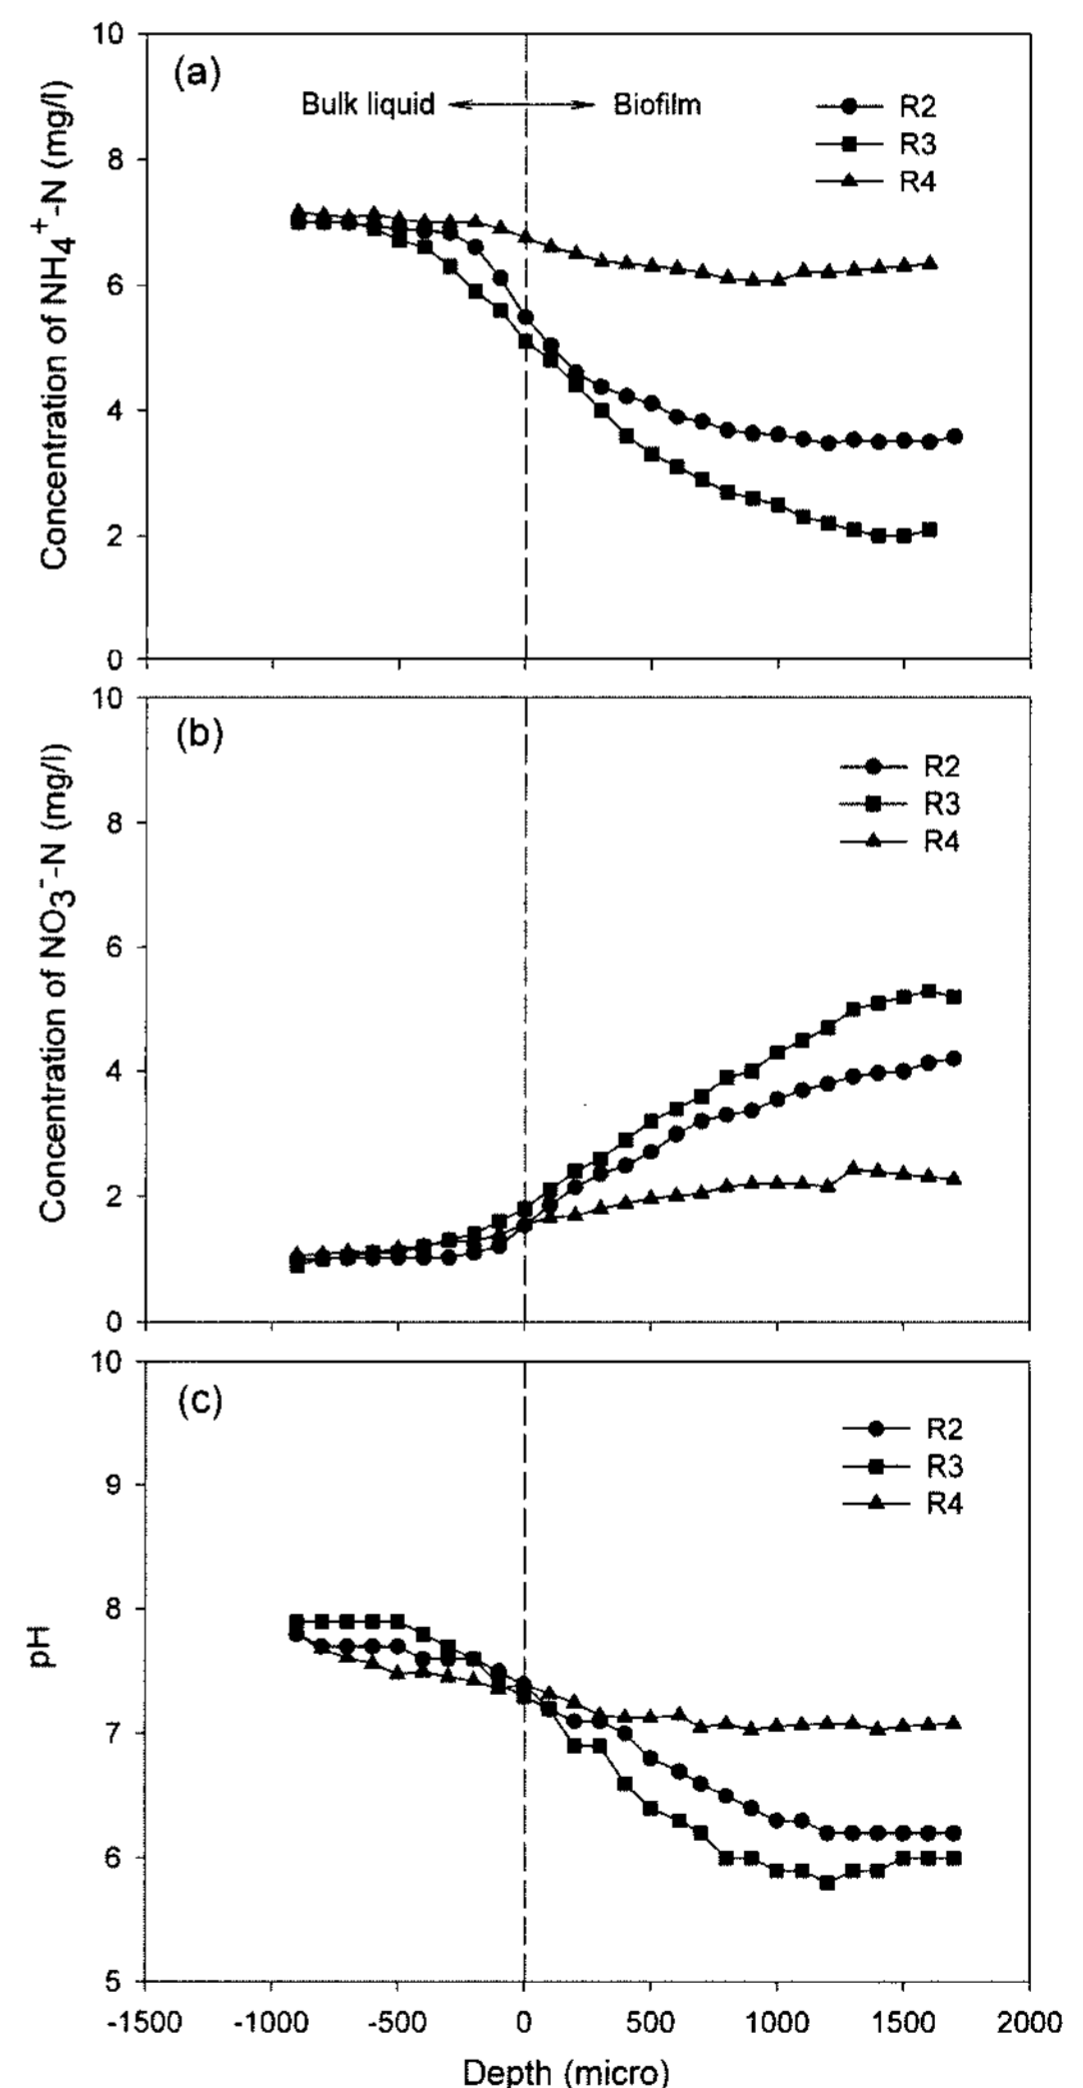 (a)
Bulk liquid
Biofilm
R2
R3
R4
Concentration of NH4+-N (mg/l)
10
8
6
4
2
0
(b)
R2
R3
R4
Concentration of NO3--N (mg/l)
10
8
6
4
2
0
(c)
R2
R3
R4
pH
10
9
8
7
6
5
-1500 -1000 -500 0 500 1000 1500 2000
Depth (micro)